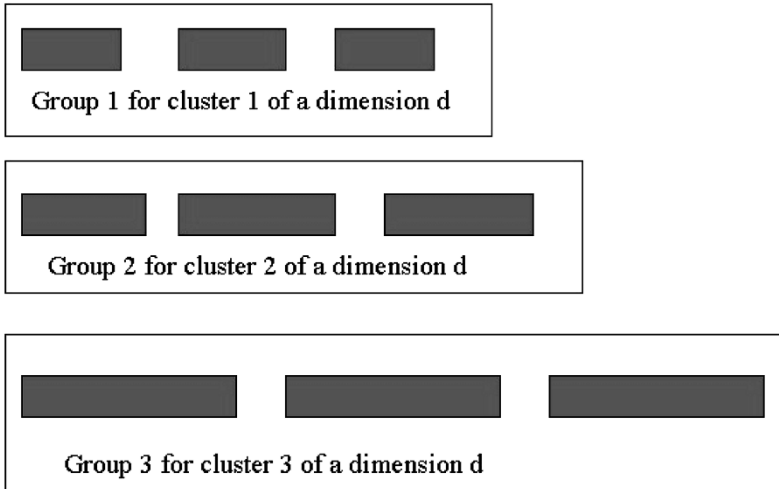 Group 1 for cluster 1 of a dimension d
Group 2 for cluster 2 of a dimension d
Group 3 for cluster 3 of a dimension d